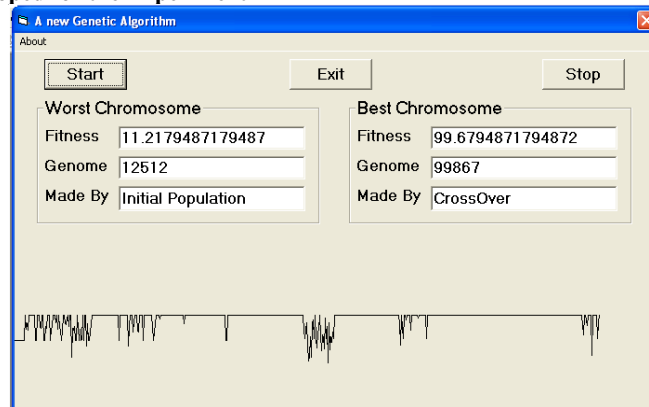 A new Genetic Algorithm
About
Start Exit Stop
Worst Chromosome Best Chromosome
Fitness 11.2179487179487 Fitness 99.6794871794872
Genome 12512 Genome 99867
Made By Initial Population Made By CrossOver